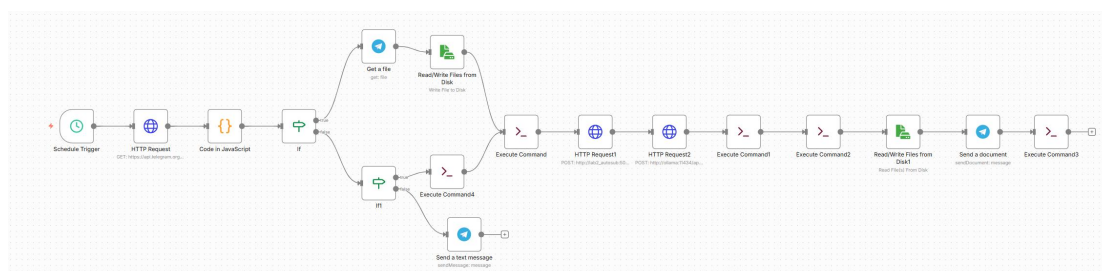 Schedule Trigger
HTTP Request
GET: https://api.telegram.org...
Code in JavaScript
{}
If
true
false
Get a file
get: file
Read/Write Files from
Disk
Write File to Disk
If1
true
false
Execute Command4
Send a text message
sendMessage: message
Execute Command
HTTP Request1
HTTP Request2
Execute Command1
Execute Command2
Read/Write Files from
Disk1
Read File(s) From Disk
Send a document
sendDocument: message
Execute Command3